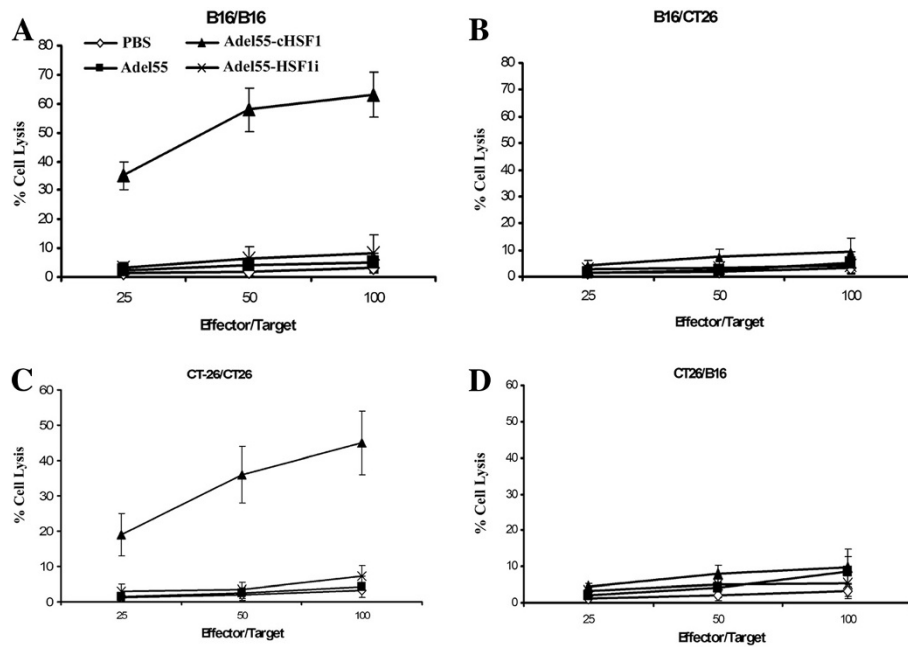 A
B16/B16
PBS
Adel55-cHSF1
Adel55
Adel55-HSF1i
% Cell Lysis
80
70
60
50
40
30
20
10
0
25
50
100
Effector/Target
B
B16/CT26
% Cell Lysis
80
70
60
50
40
30
20
10
0
25
50
100
Effector/Target
C
CT-26/CT26
% Cell Lysis
60
50
40
30
20
10
0
25
50
100
Effector/Target
D
CT26/B16
% Cell Lysis
60
50
40
30
20
10
0
25
50
100
Effector/Target